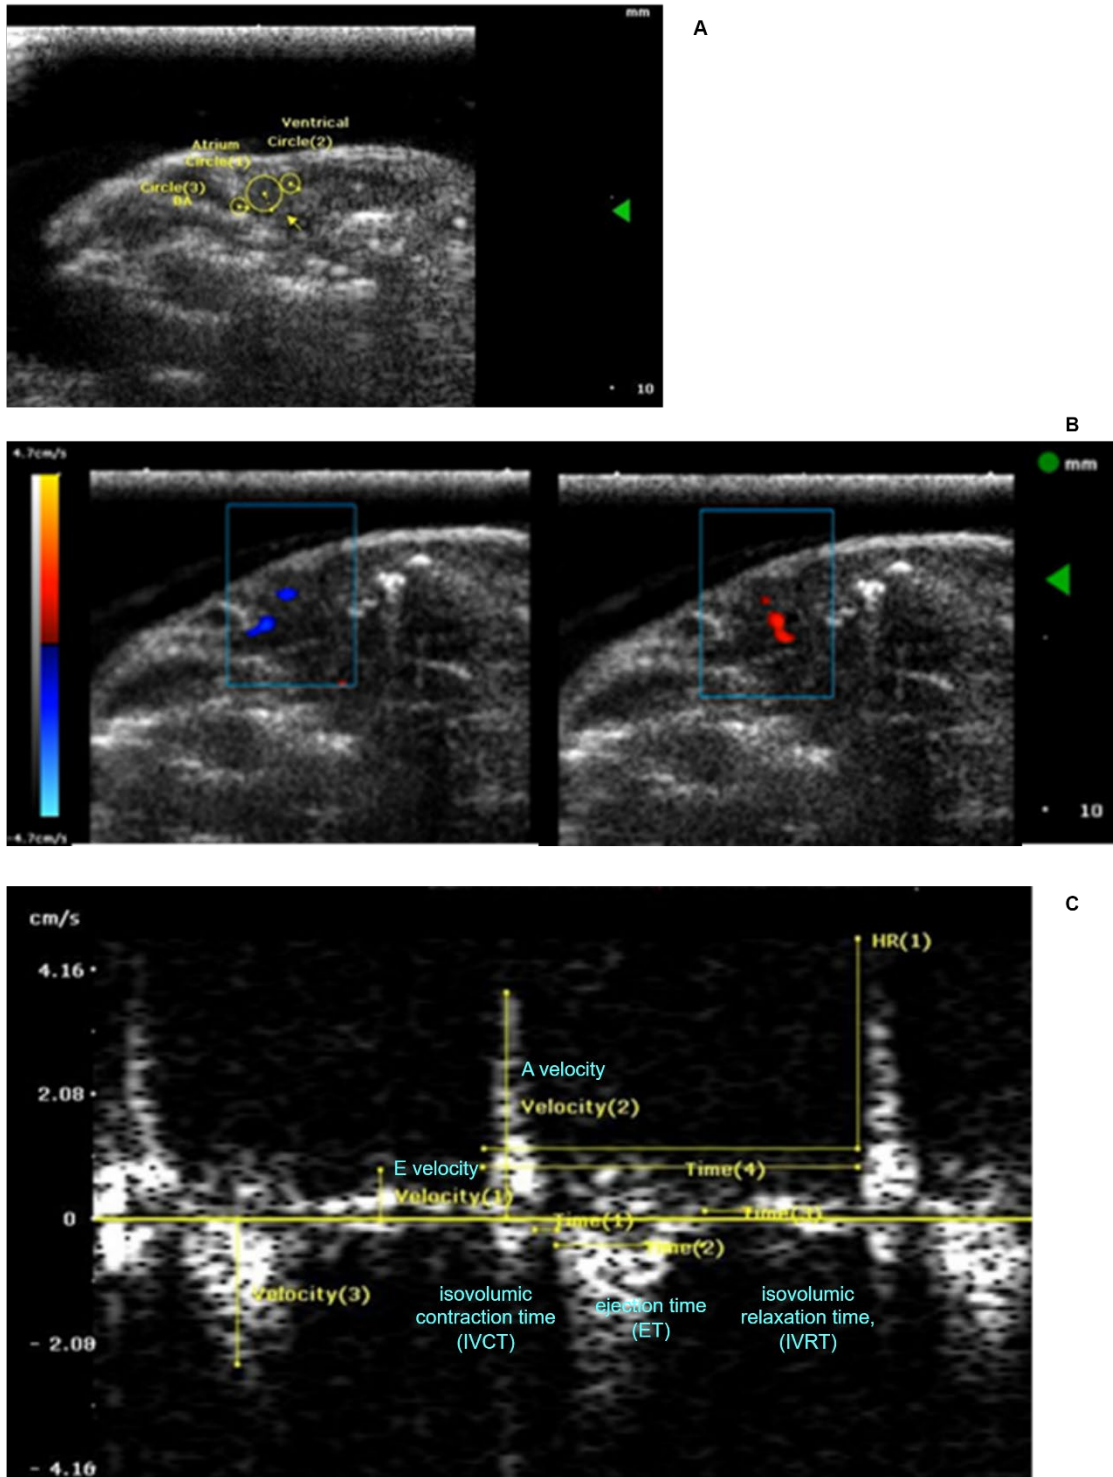 mm
A
Ventrical
Circle(2)
Atrium
Circle(1)
Circle(3)
BA
10
B
4.7cm/s
mm
10
-4.7cm/s
C
cm/s
HR(1)
4.16
A velocity
2.08
Velocity(2)
E velocity
Time(4)
Velocity(1)
0
Time(1)
Time(3)
Time(2)
Velocity(3)
isovolumic
contraction time
(IVCT)
ejection time
(ET)
isovolumic
relaxation time,
(IVRT)
- 2.08
- 4.16